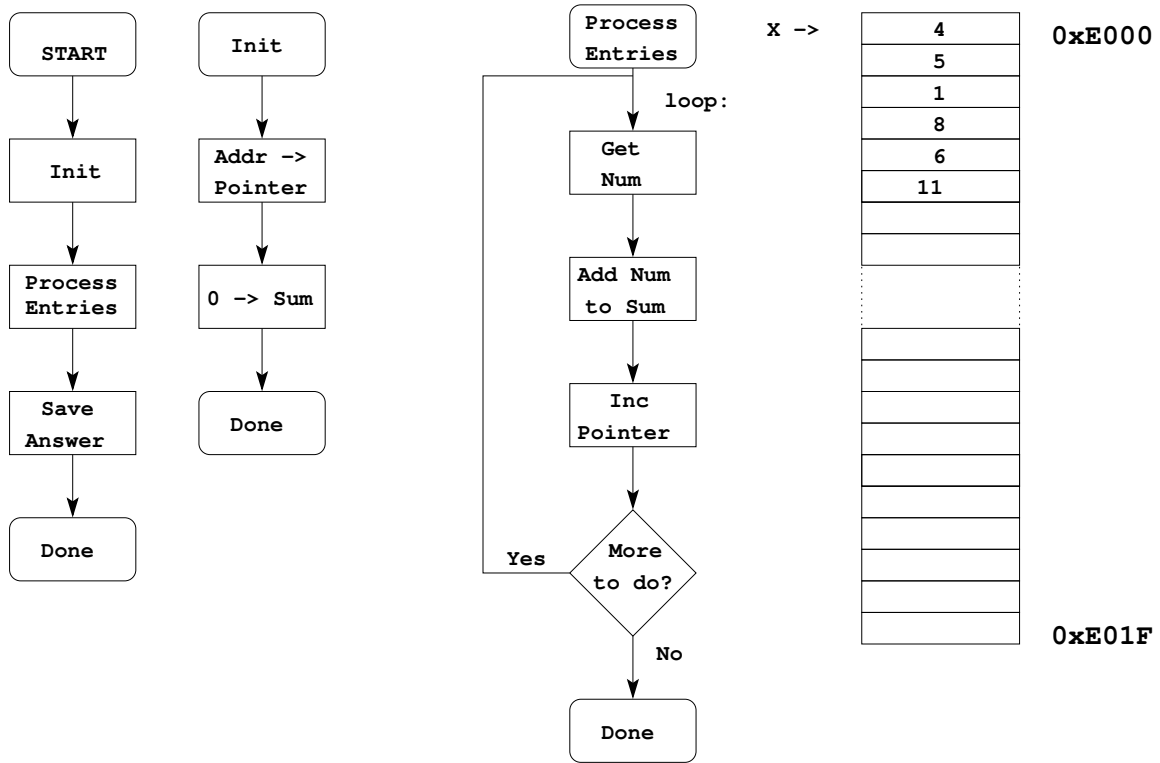 START
Init
Process
Entries
Save
Answer
Done
Init
Addr −>
Pointer
0 −> Sum
Done
Process
Entries
loop:
Get
Num
Add Num
to Sum
Inc
Pointer
More
to do?
Yes
No
Done
X −>
4
5
1
8
6
11
0xE000
0xE01F